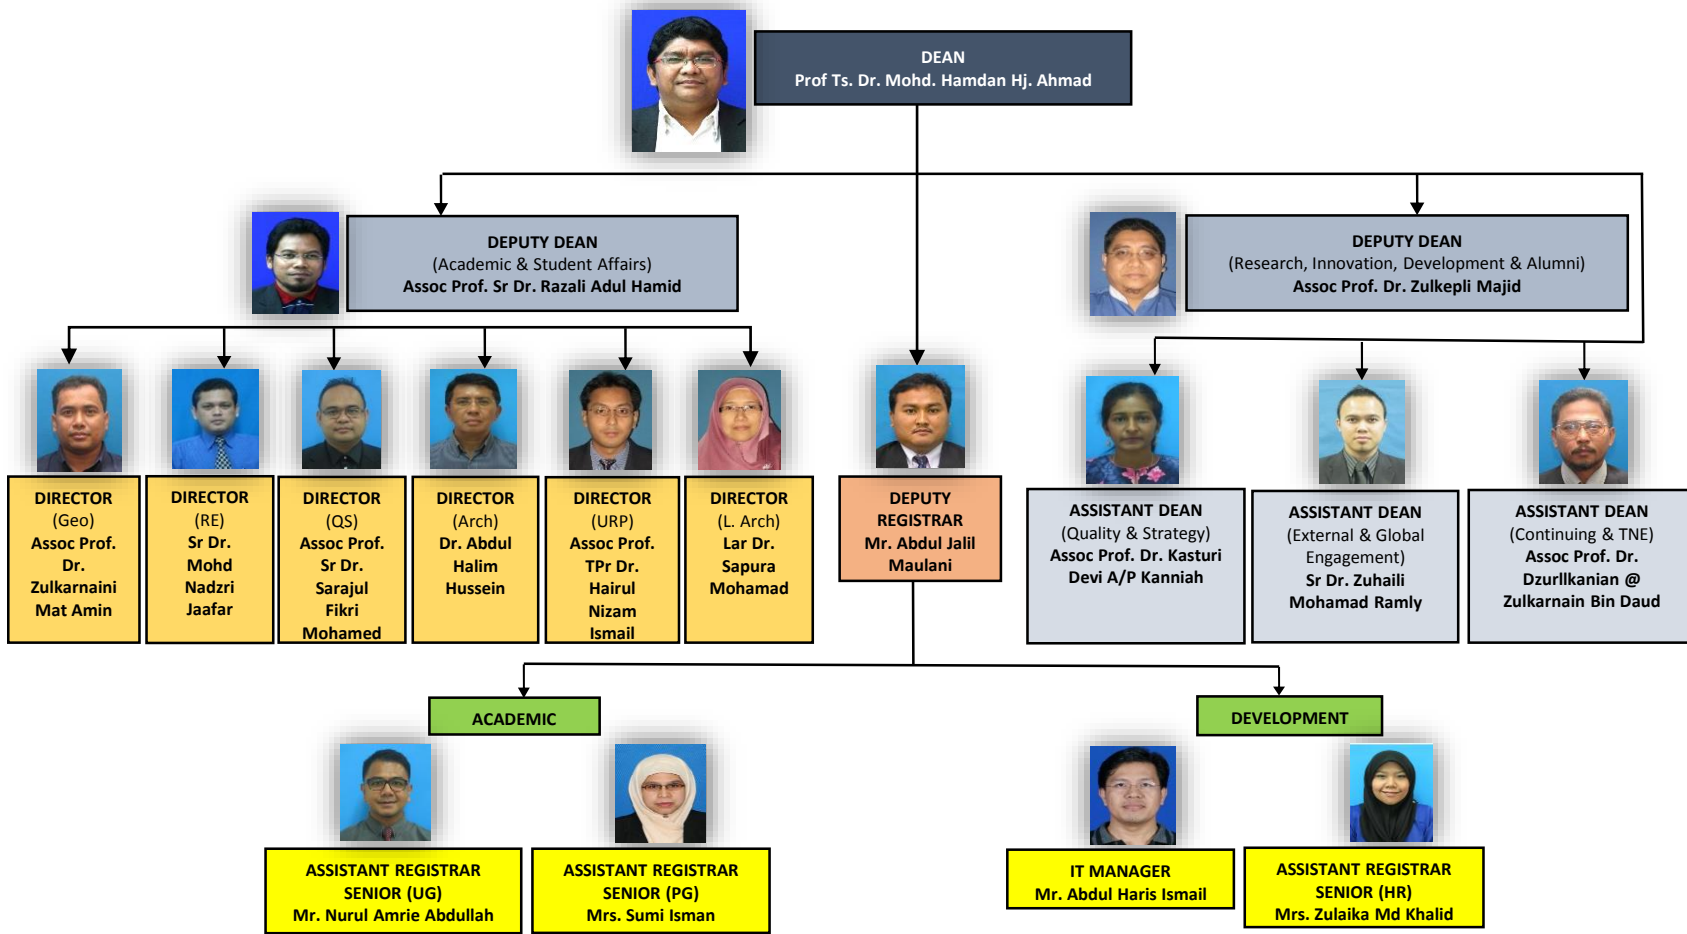 DEAN
Prof Ts. Dr. Mohd. Hamdan Hj. Ahmad
DEPUTY DEAN
(Academic & Student Affairs)
Assoc Prof. Sr Dr. Razali Adul Hamid
DEPUTY DEAN
(Research, Innovation, Development & Alumni)
Assoc Prof. Dr. Zulkepli Majid
DIRECTOR
(Geo)
Assoc Prof.
Dr.
Zulkarnaini
Mat Amin
DIRECTOR
(RE)
Sr Dr.
Mohd
Nadzri
Jaafar
DIRECTOR
(QS)
Assoc Prof.
Sr Dr.
Sarajul
Fikri
Mohamed
DIRECTOR
(Arch)
Dr. Abdul
Halim
Hussein
DIRECTOR
(URP)
Assoc Prof.
TPr Dr.
Hairul
Nizam
Ismail
DIRECTOR
(L. Arch)
Lar Dr.
Sapura
Mohamad
DEPUTY
REGISTRAR
Mr. Abdul Jalil
Maulani
ASSISTANT DEAN
(Quality & Strategy)
Assoc Prof. Dr. Kasturi
Devi A/P Kanniah
ASSISTANT DEAN
(External & Global
Engagement)
Sr Dr. Zuhaili
Mohamad Ramly
ASSISTANT DEAN
(Continuing & TNE)
Assoc Prof. Dr.
Dzurllkanian @
Zulkarnain Bin Daud
ACADEMIC
DEVELOPMENT
ASSISTANT REGISTRAR
SENIOR (UG)
Mr. Nurul Amrie Abdullah
ASSISTANT REGISTRAR
SENIOR (PG)
Mrs. Sumi Isman
IT MANAGER
Mr. Abdul Haris Ismail
ASSISTANT REGISTRAR
SENIOR (HR)
Mrs. Zulaika Md Khalid